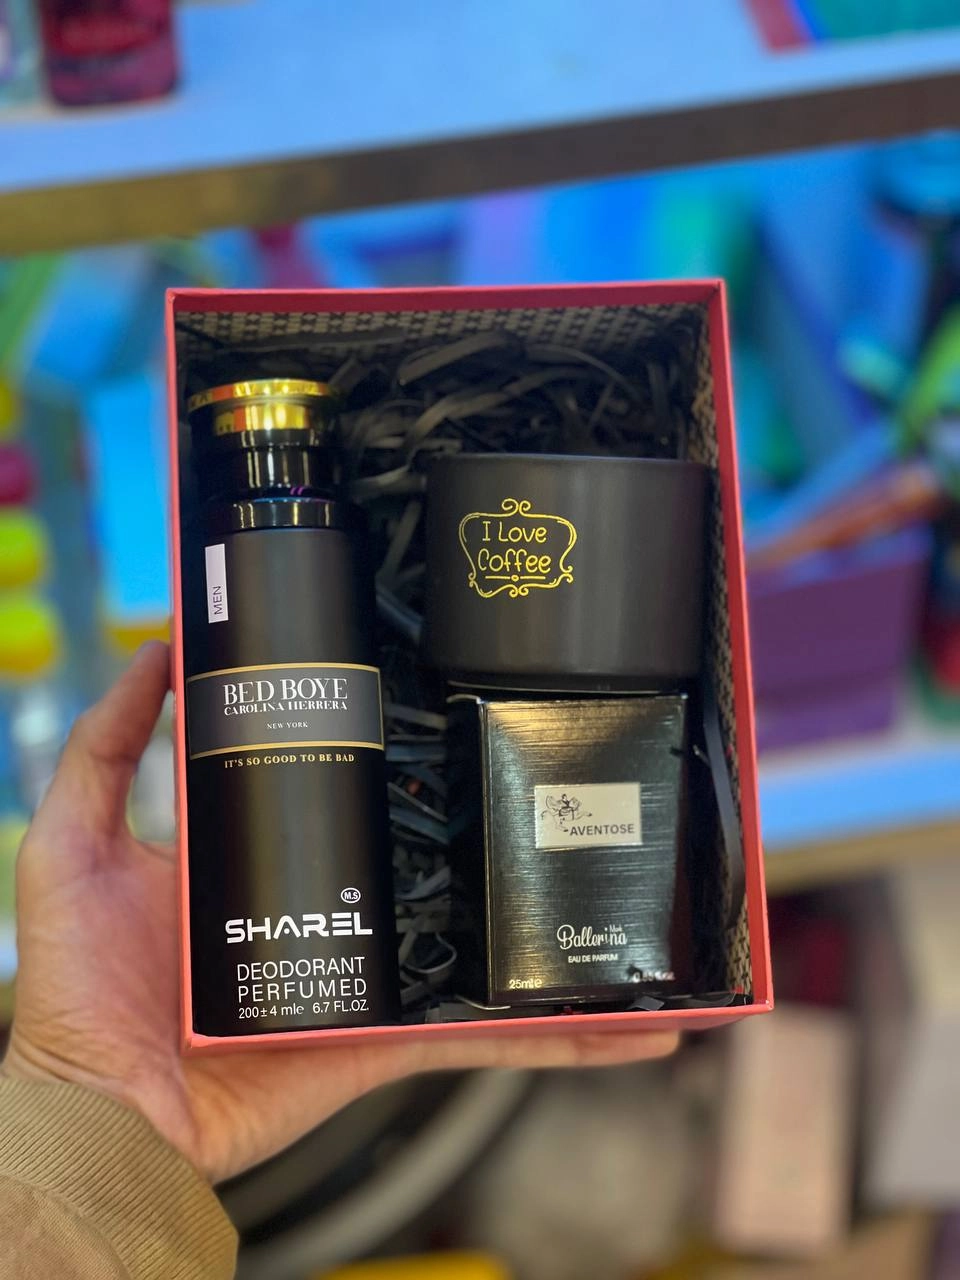 MEN
BED BOYE
CAROLINA HERRERA
NEW YORK
IT'S SO GOOD TO BE BAD
M.S
SHAREL
DEODORANT
PERFUMED
200±4 mle 6.7 FL.OZ.
I Love
Coffee
AVENTOSE
Ballerina
EAU DE PARFUM
25ml e